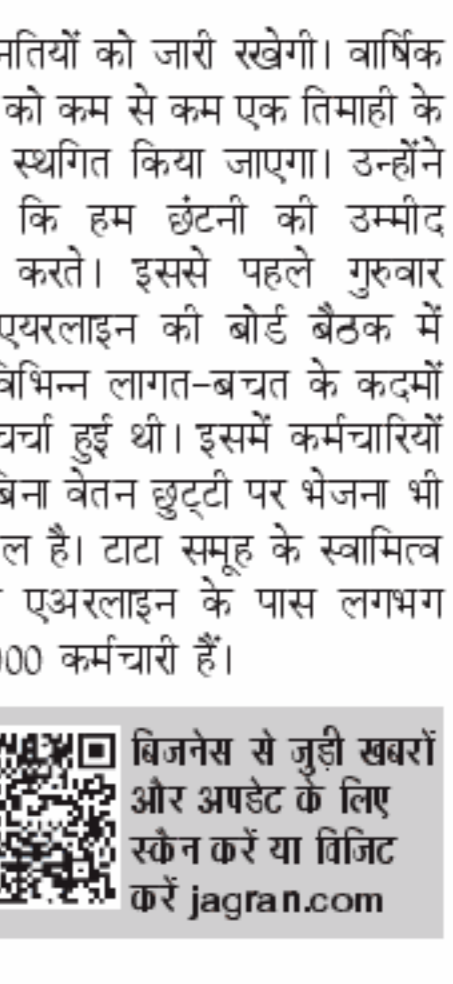 को जारी रखेगी। वार्षिक
को कम से कम एक तिमाही के
स्थगित किया जाएगा। उन्होंने
कि हम छंटनी की उम्मीद
करते। इससे पहले गुरुवार
एयरलाइन की बोर्ड बैठक में
विभिन्न लागत-बचत के कदमों
चर्चा हुई थी। इसमें कर्मचारियों
बिना वेतन छुट्टी पर भेजना भी
है। टाटा समूह के स्वामित्व
एअरलाइन के पास लगभग
कर्मचारी हैं।
बिजनेस से जुड़ी खबरों
और अपडेट के लिए
स्कैन करें या विजिट
करें jagran.com